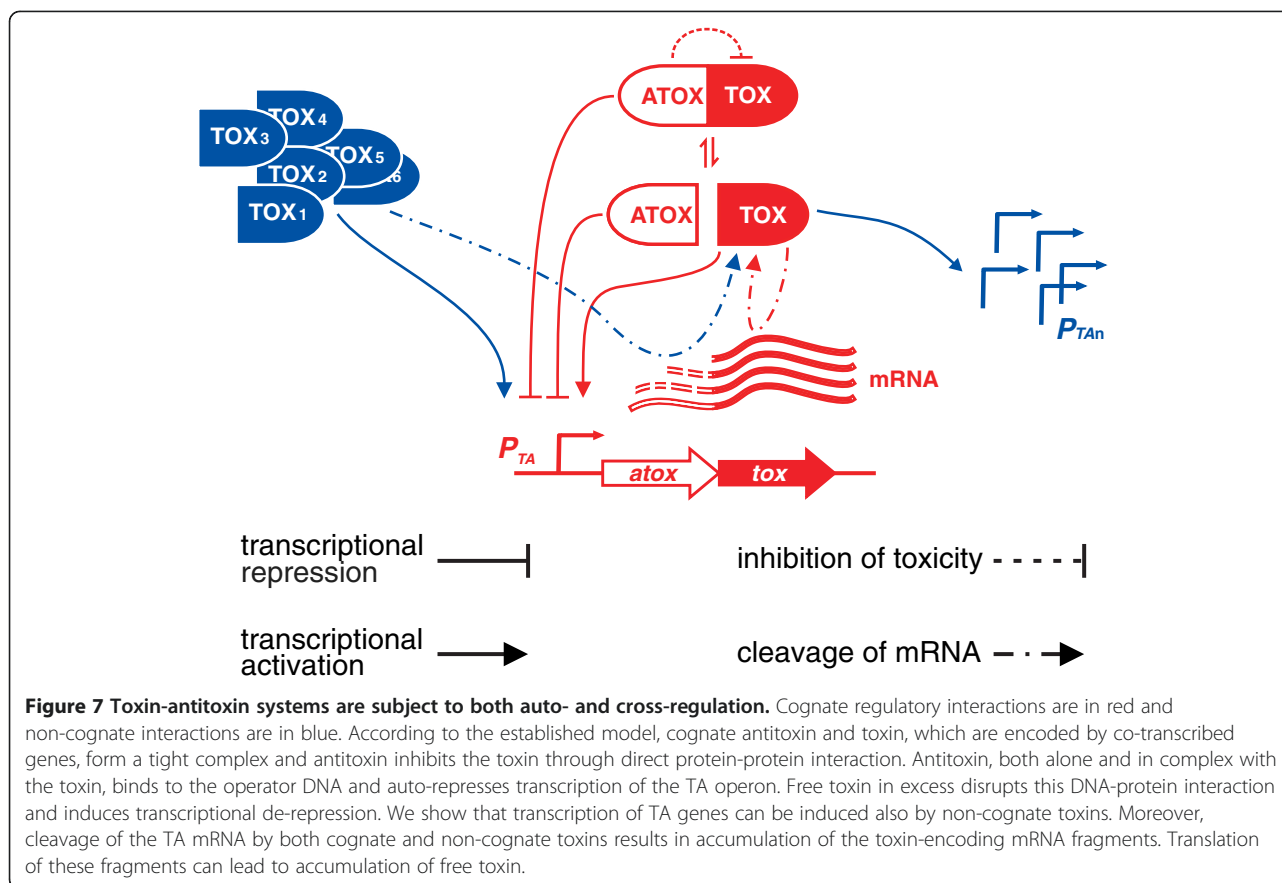 ATOX TOX
TOX4
TOX3
TOX5
TOX2
6
TOX1
ATOX TOX
PTAn
mRNA
PTA
atox tox
transcriptional repression
inhibition of toxicity
transcriptional activation
cleavage of mRNA
Figure 7 Toxin-antitoxin systems are subject to both auto- and cross-regulation. Cognate regulatory interactions are in red and
non-cognate interactions are in blue. According to the established model, cognate antitoxin and toxin, which are encoded by co-transcribed
genes, form a tight complex and antitoxin inhibits the toxin through direct protein-protein interaction. Antitoxin, both alone and in complex with
the toxin, binds to the operator DNA and auto-represses transcription of the TA operon. Free toxin in excess disrupts this DNA-protein interaction
and induces transcriptional de-repression. We show that transcription of TA genes can be induced also by non-cognate toxins. Moreover,
cleavage of the TA mRNA by both cognate and non-cognate toxins results in accumulation of the toxin-encoding mRNA fragments. Translation
of these fragments can lead to accumulation of free toxin.